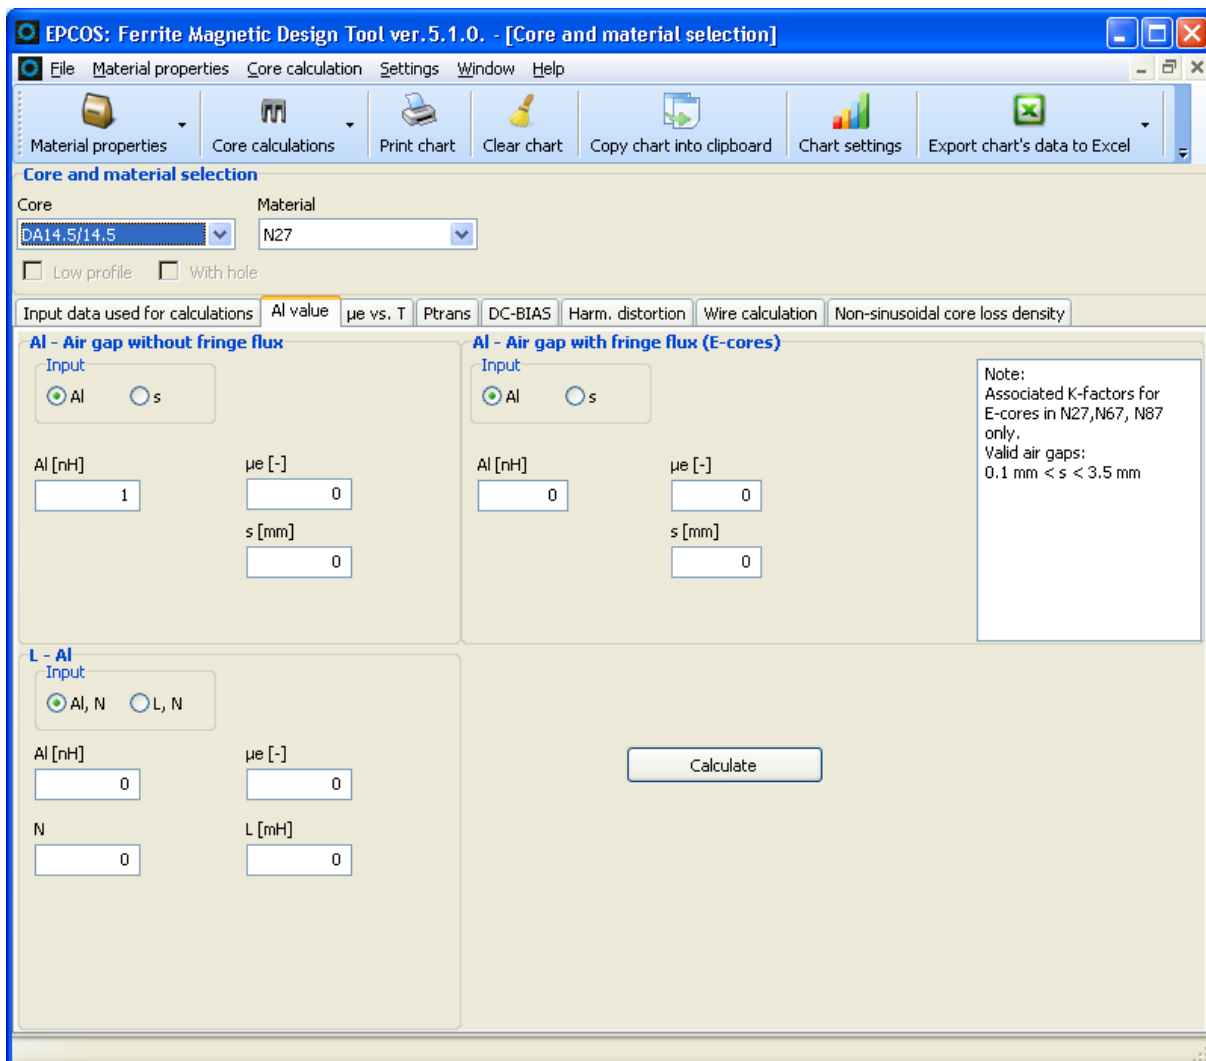 EPCOS: Ferrite Magnetic Design Tool ver.5.1.0. - [Core and material selection]
File Material properties Core calculation Settings Window Help
Material properties Core calculations Print chart Clear chart Copy chart into clipboard Chart settings Export chart's data to Excel
Core and material selection
Core Material
DA14.5/14.5 N27
Low profile With hole
Input data used for calculations Al value µe vs. T Ptrans DC-BIAS Harm. distortion Wire calculation Non-sinusoidal core loss density
Al - Air gap without fringe flux
Input
Al s
Al [nH] µe [-]
1 0
s [mm]
0
Al - Air gap with fringe flux (E-cores)
Input
Al s
Al [nH] µe [-]
0 0
s [mm]
0
Note:
Associated K-factors for
E-cores in N27,N67, N87
only.
Valid air gaps:
0.1 mm < s < 3.5 mm
L - Al
Input
Al, N L, N
Al [nH] µe [-]
0 0
N L [mH]
0 0
Calculate